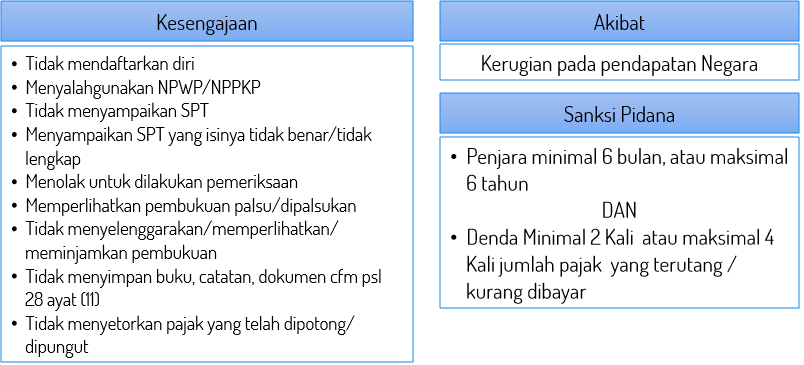 Kesengajaan
• Tidak mendaftarkan diri
• Menyalahgunakan NPWP/NPPKP
• Tidak menyampaikan SPT
• Menyampaikan SPT yang isinya tidak benar/tidak
lengkap
• Menolak untuk dilakukan pemeriksaan
• Memperlihatkan pembukuan palsu/dipalsukan
• Tidak menyelenggarakan/memperlihatkan/
meminjamkan pembukuan
• Tidak menyimpan buku, catatan, dokumen cfm psl
28 ayat (11)
• Tidak menyetorkan pajak yang telah dipotong/
dipungut
Akibat
Kerugian pada pendapatan Negara
Sanksi Pidana
• Penjara minimal 6 bulan, atau maksimal
6 tahun
DAN
• Denda Minimal 2 Kali atau maksimal 4
Kali jumlah pajak yang terutang /
kurang dibayar